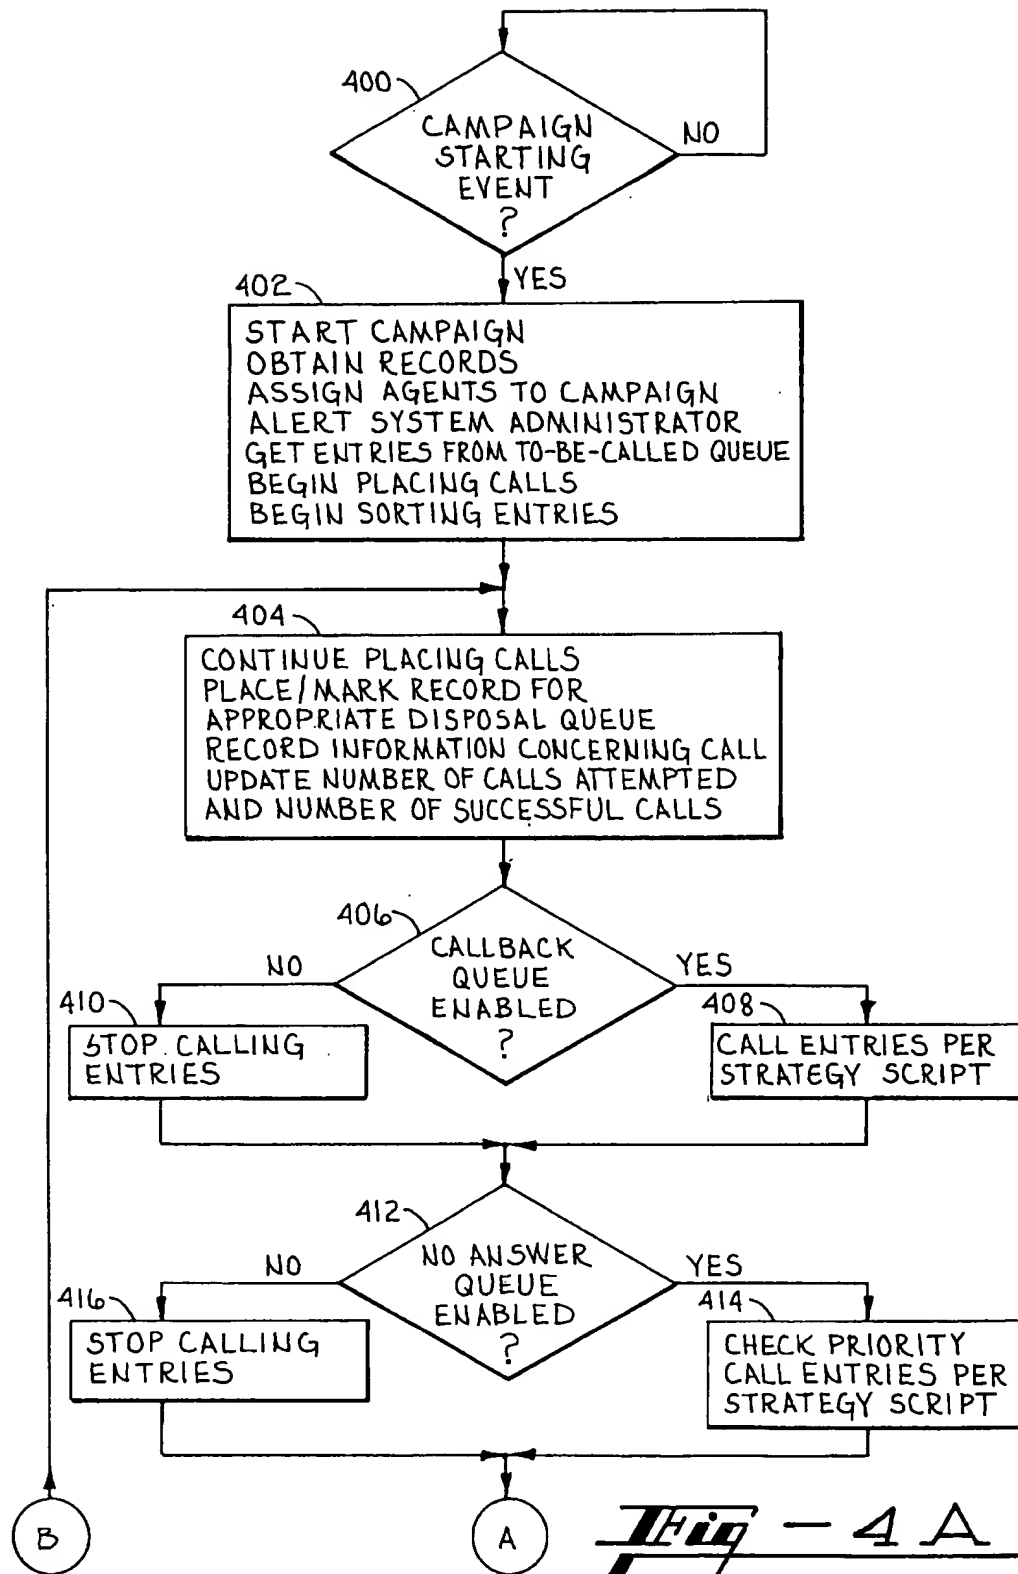 400
CAMPAIGN
STARTING
EVENT
?
NO
YES
402
START CAMPAIGN
OBTAIN RECORDS
ASSIGN AGENTS TO CAMPAIGN
ALERT SYSTEM ADMINISTRATOR
GET ENTRIES FROM TO-BE-CALLED QUEUE
BEGIN PLACING CALLS
BEGIN SORTING ENTRIES
404
CONTINUE PLACING CALLS
PLACE/MARK RECORD FOR
APPROPRIATE DISPOSAL QUEUE
RECORD INFORMATION CONCERNING CALL
UPDATE NUMBER OF CALLS ATTEMPTED
AND NUMBER OF SUCCESSFUL CALLS
406
CALLBACK
QUEUE
ENABLED
?
NO
YES
410
STOP CALLING
ENTRIES
408
CALL ENTRIES PER
STRATEGY SCRIPT
412
NO ANSWER
QUEUE
ENABLED
?
NO
YES
416
STOP CALLING
ENTRIES
414
CHECK PRIORITY
CALL ENTRIES PER
STRATEGY SCRIPT
B
A
Fig - 4 A